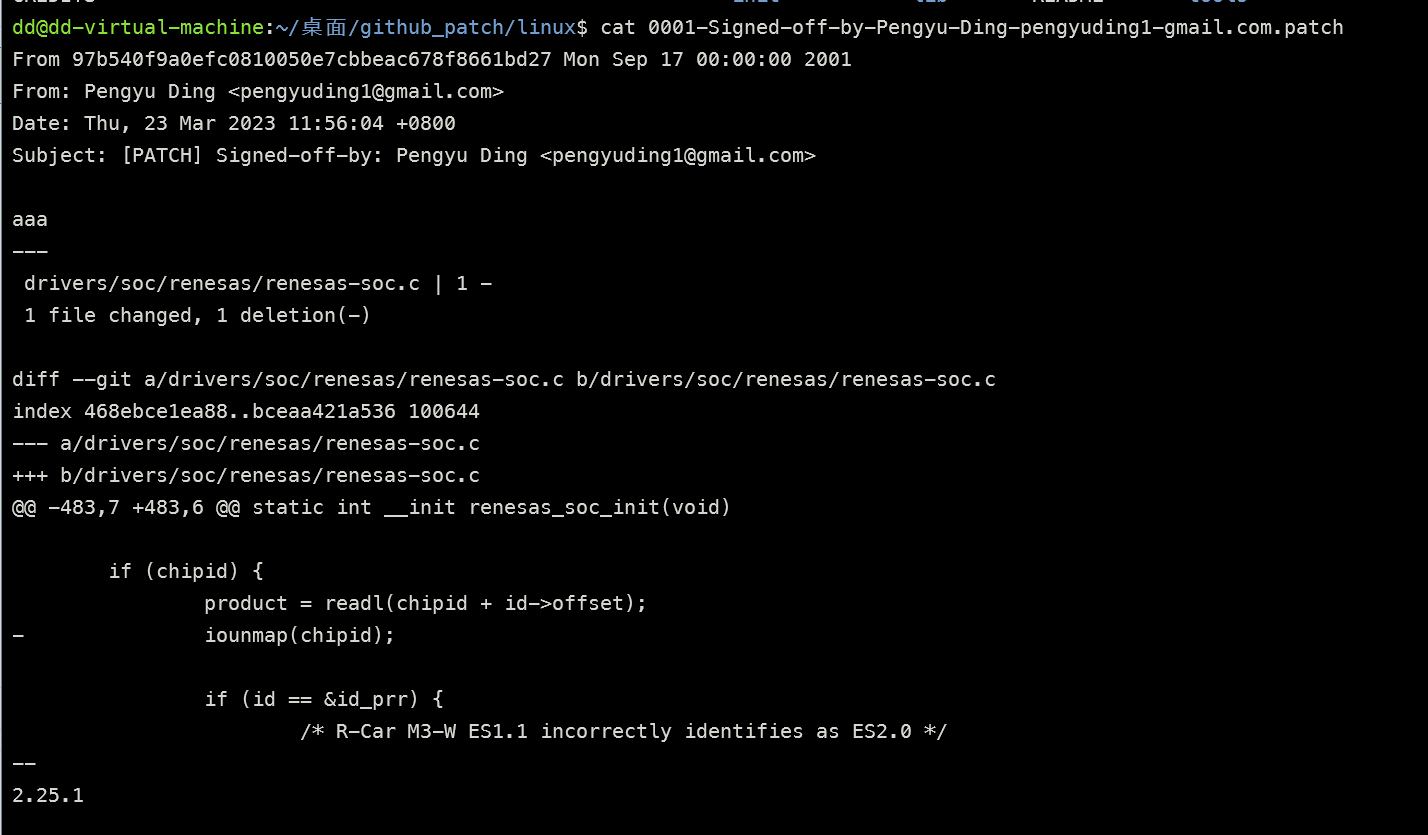 dd@dd-virtual-machine:~/桌面/github_patch/linux$ cat 0001-Signed-off-by-Pengyu-Ding-pengyuding1-gmail.com.patch
From 97b540f9a0efc0810050e7cbbeac678f8661bd27 Mon Sep 17 00:00:00 2001
From: Pengyu Ding <pengyuding1@gmail.com>
Date: Thu, 23 Mar 2023 11:56:04 +0800
Subject: [PATCH] Signed-off-by: Pengyu Ding <pengyuding1@gmail.com>

aaa
---
 drivers/soc/renesas/renesas-soc.c | 1 -
 1 file changed, 1 deletion(-)

diff --git a/drivers/soc/renesas/renesas-soc.c b/drivers/soc/renesas/renesas-soc.c
index 468ebce1ea88..bceaa421a536 100644
--- a/drivers/soc/renesas/renesas-soc.c
+++ b/drivers/soc/renesas/renesas-soc.c
@@ -483,7 +483,6 @@ static int __init renesas_soc_init(void)

        if (chipid) {
                product = readl(chipid + id->offset);
-               iounmap(chipid);

                if (id == &id_prr) {
                        /* R-Car M3-W ES1.1 incorrectly identifies as ES2.0 */
--
2.25.1